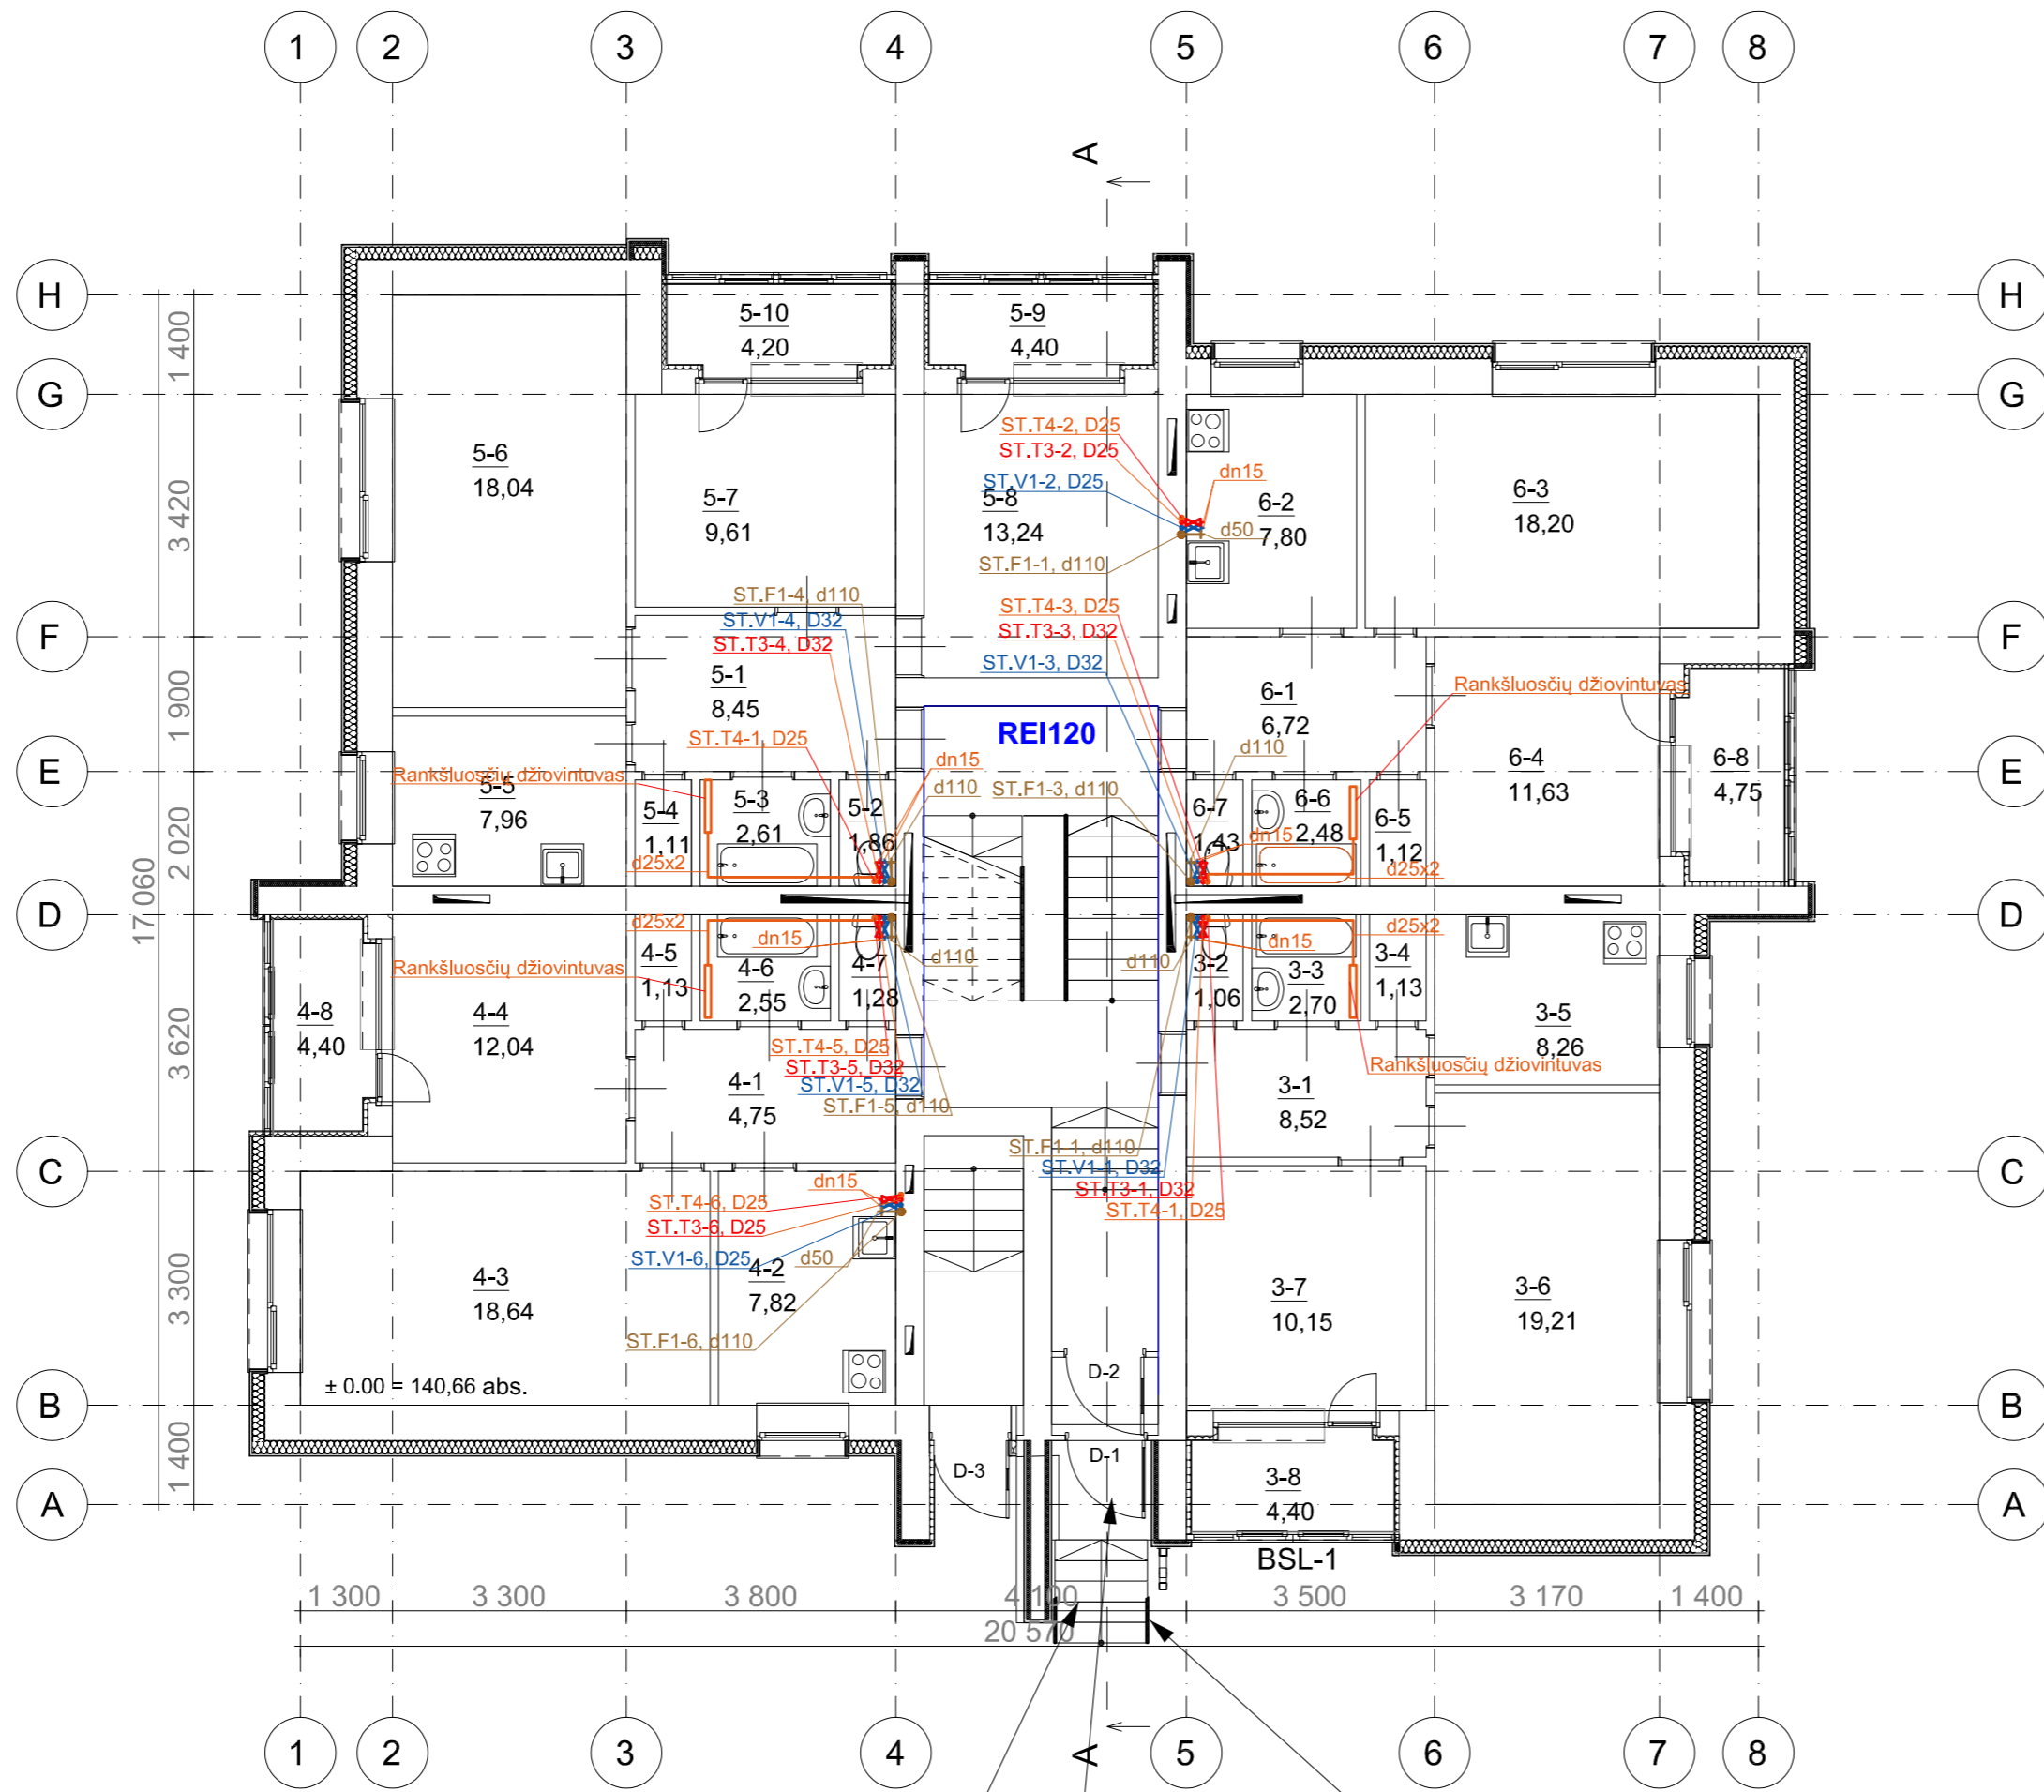 1 2 3 4 5 6 7 8
A
H H
5-10
4,20
5-9
4,40
1 400
G G
ST.T4-2, D25
ST.T3-2, D25
dn15
ST.V1-2, D25
5-6
18,04
5-7
9,61
5-8
13,24
6-2
7,80
6-3
18,20
d50
3 420
ST.F1-1, d110
ST.F1-4, d110
ST.V1-4, D32
ST.T3-4, D32
ST.T4-3, D25
ST.T3-3, D32
ST.V1-3, D32
F F
5-1
8,45
6-1
6,72
Rankšluosčių džiovintuvas
1 900
REI120
ST.T4-1, D25
dn15
d110
d110
ST.F1-3, d110
E E
Rankšluosčių džiovintuvas
5-5
7,96
5-4
1,11
5-3
2,61
5-2
1,86
6-7
1,43
6-6
2,48
6-5
1,12
6-4
11,63
6-8
4,75
dn15
d25x2
d25x2
2 020
17 060
D D
d25x2
dn15
d110
d110
dn15
d25x2
Rankšluosčių džiovintuvas
4-5
1,13
4-6
2,55
4-7
1,28
3-2
1,06
3-3
2,70
3-4
1,13
4-8
4,40
4-4
12,04
3-5
8,26
3 620
ST.T4-5, D25
ST.T3-5, D32
ST.V1-5, D32
ST.F1-5, d110
Rankšluosčių džiovintuvas
4-1
4,75
3-1
8,52
ST.F1-1, d110
ST.V1-1, D32
ST.T3-1, D32
ST.T4-1, D25
C C
dn15
ST.T4-6, D25
ST.T3-6, D25
ST.V1-6, D25
d50
ST.F1-6, d110
4-3
18,64
4-2
7,82
3-7
10,15
3-6
19,21
3 300
± 0.00 = 140,66 abs.
D-2
B B
D-3
D-1
3-8
4,40
1 400
A A
BSL-1
1 300 3 300 3 800 4 100 3 500 3 170 1 400
20 570
A
1 2 3 4 5 6 7 8